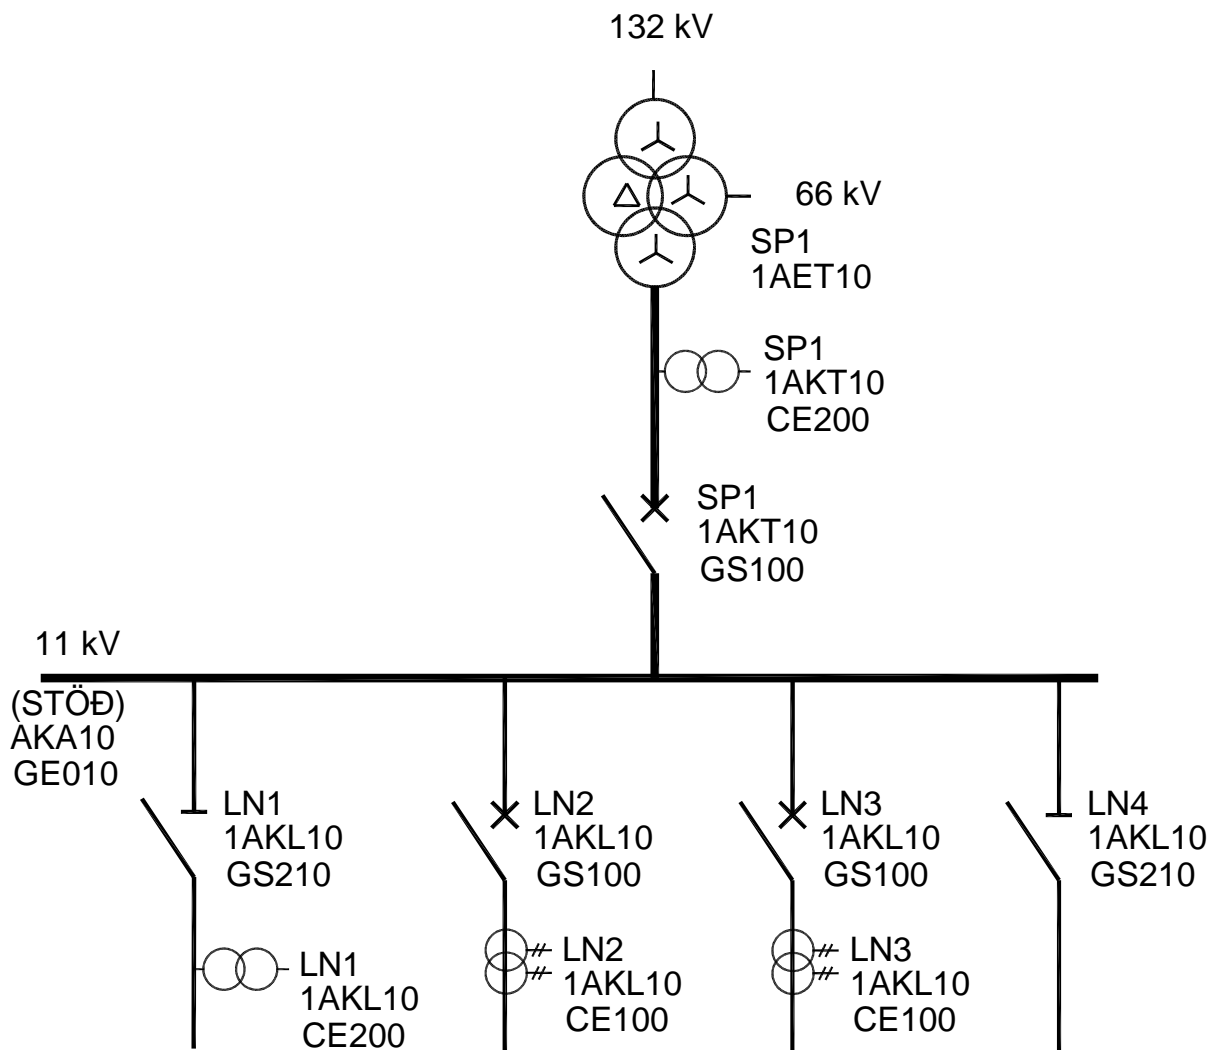 132 kV
66 kV
SP1
1AET10
SP1
1AKT10
CE200
SP1
1AKT10
GS100
11 kV
(STÖÐ)
AKA10
GE010
LN1
1AKL10
GS210
LN2
1AKL10
GS100
LN3
1AKL10
GS100
LN4
1AKL10
GS210
LN1
1AKL10
CE200
LN2
1AKL10
CE100
LN3
1AKL10
CE100